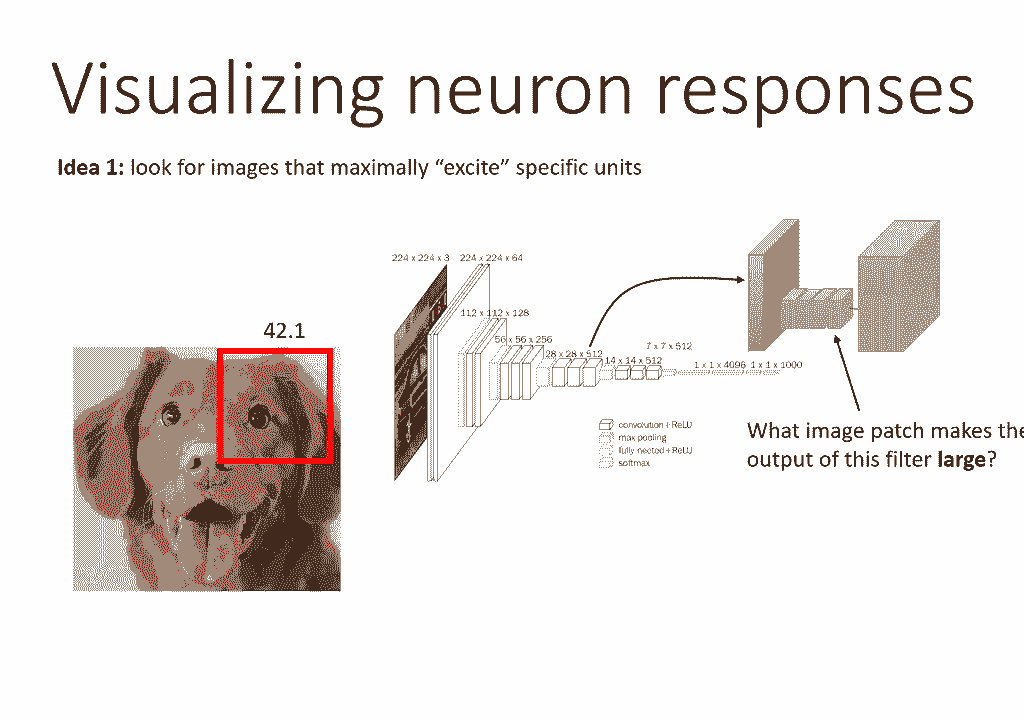 Visualizing neuron responses
Idea 1: look for images that maximally “excite” specific units
224 x 224 x 3 224 x 224 x 64
112 x 112 x 128
56 x 56 x 256
28 x 28 x 512
14 x 14 x 512
7 x 7 x 512
1 x 1 x 4096 1 x 1 x 1000
42.1
convolution+ReLU
max pooling
fully nected+ReLU
softmax
What image patch makes the
output of this filter large?